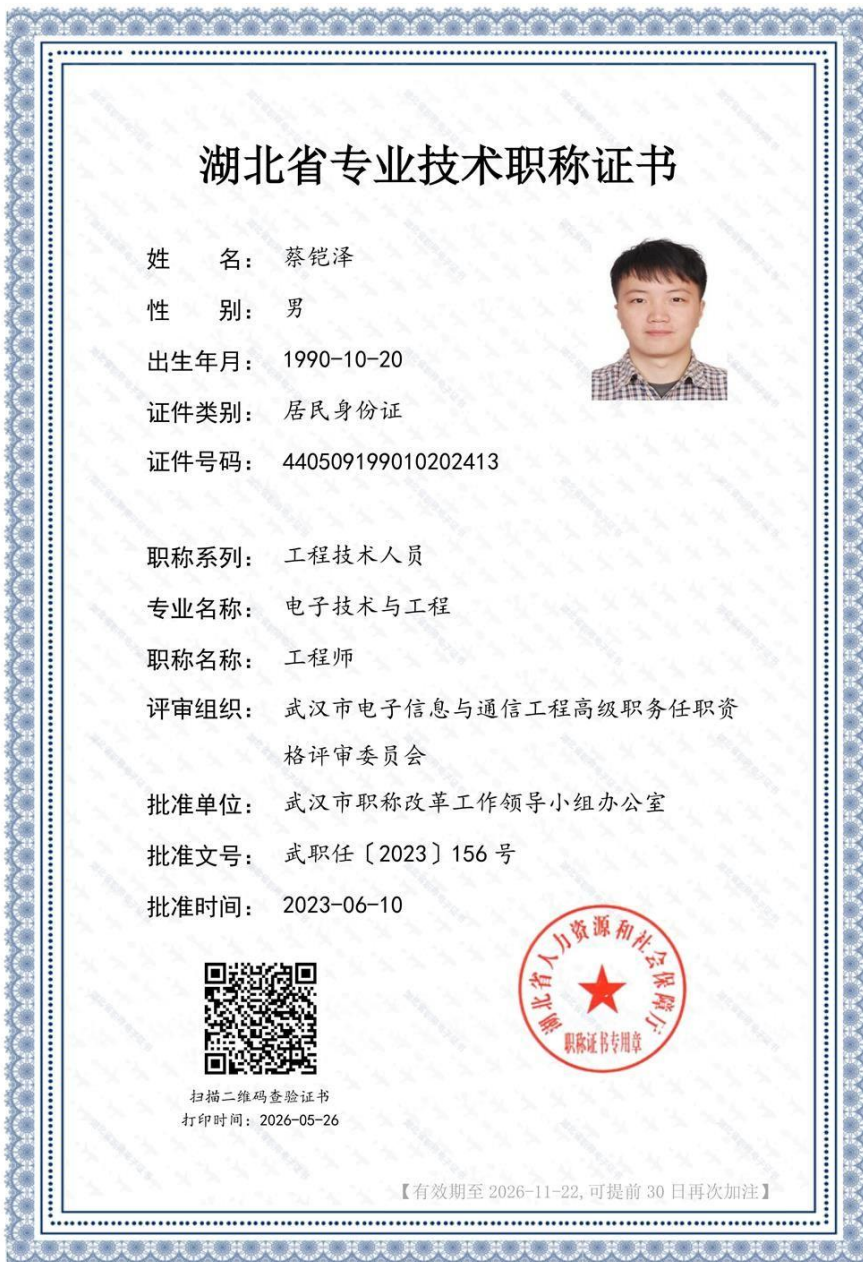 湖北省专业技术职称证书
姓 名： 蔡铠泽
性 别： 男
出生年月： 1990-10-20
证件类别： 居民身份证
证件号码： 440509199010202413
职称系列： 工程技术人员
专业名称： 电子技术与工程
职称名称： 工程师
评审组织： 武汉市电子信息与通信工程高级职务任职资
格评审委员会
批准单位： 武汉市职称改革工作领导小组办公室
批准文号： 武职任〔2023〕156 号
批准时间： 2023-06-10
湖北省人力资源和社会保障厅
职称证书专用章
扫描二维码查验证书
打印时间：2026-05-26
【有效期至 2026-11-22,可提前 30 日再次加注】